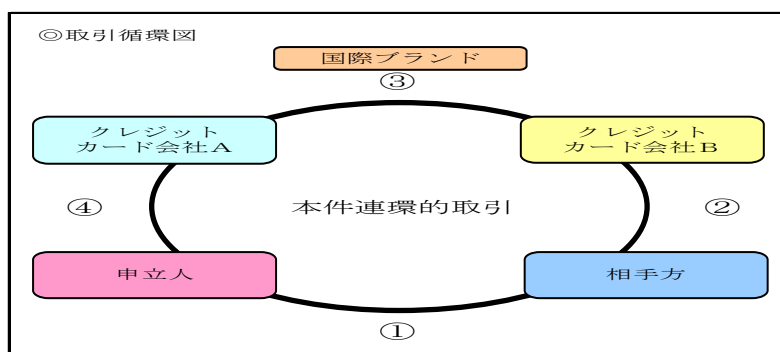 ◎取引循環図
国際ブランド
③
クレジット
カード会社A
クレジット
カード会社B
④
本件連環的取引
②
申立人
相手方
①